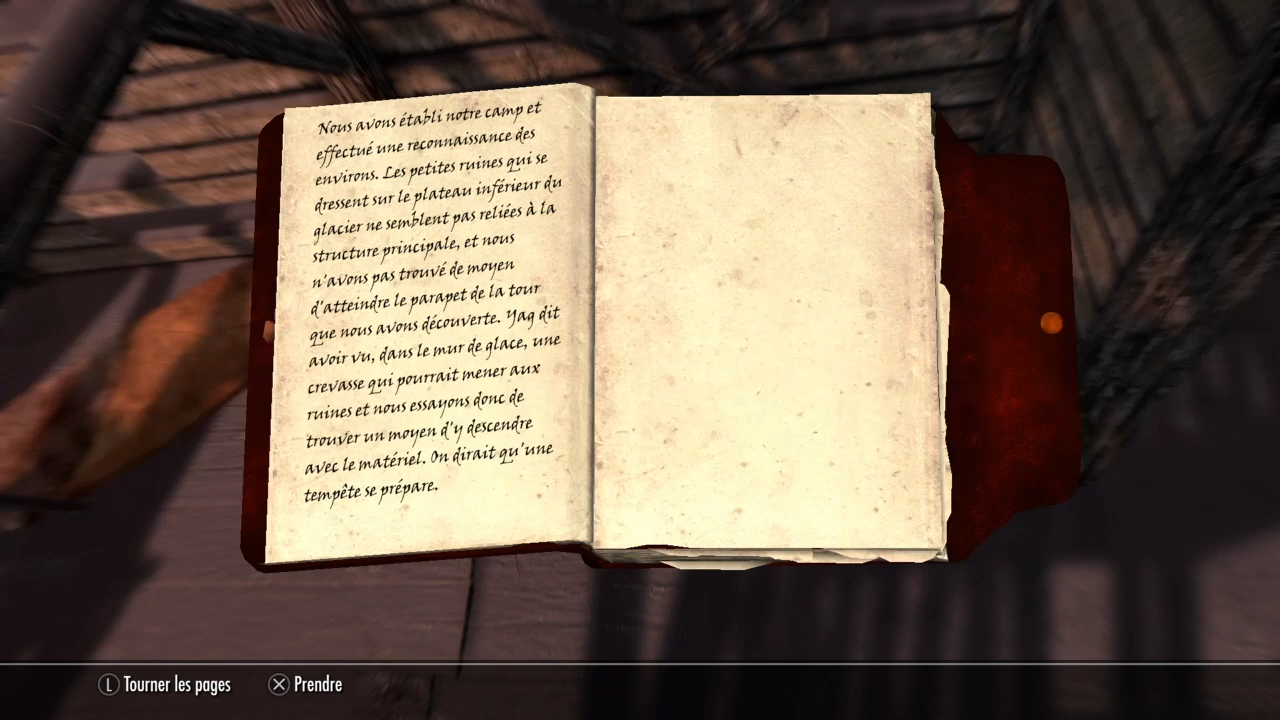 Nous avons établi notre camp et
effectué une reconnaissance des
environs. Les petites ruines qui se
dressent sur le plateau inférieur du
glacier ne semblent pas reliées à la
structure principale, et nous
n'avons pas trouvé de moyen
d'atteindre le parapet de la tour
que nous avons découverte. Yag dit
avoir vu, dans le mur de glace, une
crevasse qui pourrait mener aux
ruines et nous essayons donc de
trouver un moyen d'y descendre
avec le matériel. On dirait qu'une
tempête se prépare.
L Tourner les pages
X Prendre